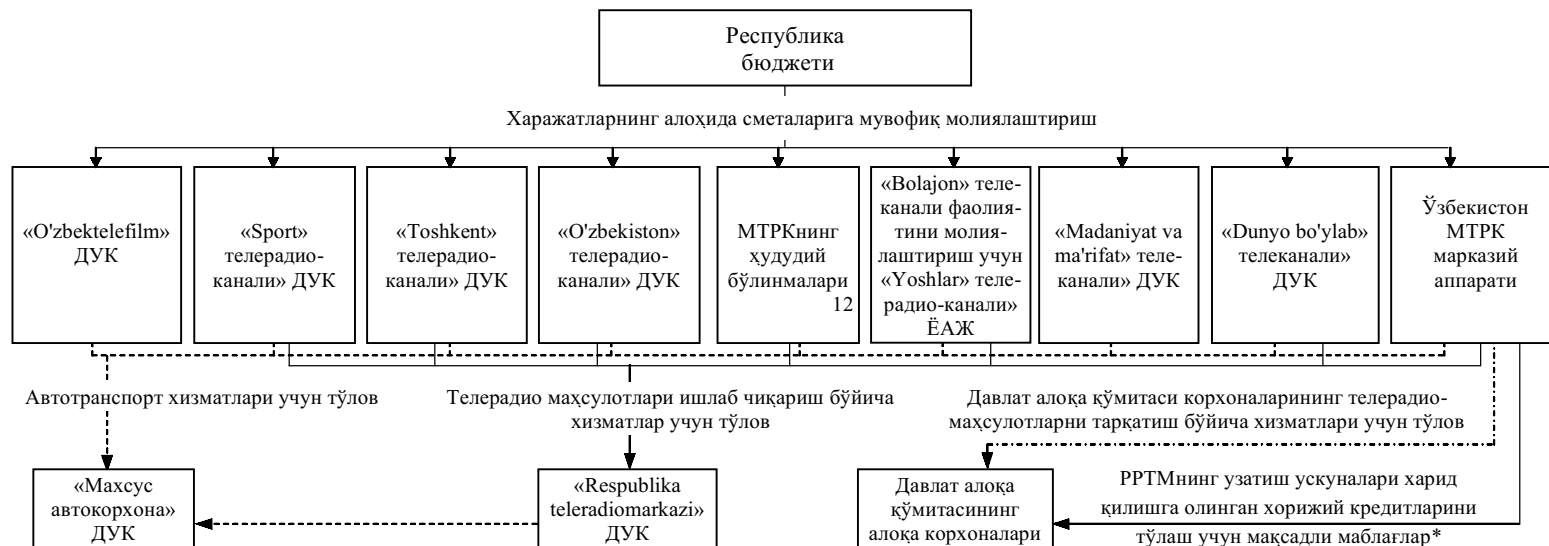 Республика
бюджети
Харажатларнинг алоҳида сметаларига мувофиқ молиялаштириш
«O'zbektelefilm»
ДУК
«Sport»
телерадио-
канали» ДУК
«Toshkent»
телерадио-
канали» ДУК
«O'zbekiston»
телерадио-
канали» ДУК
МТРКнинг
ҳудудий
бўлинмалари
12
«Bolajon» теле-
канали фаолия-
тини молия-
лаштириш учун
«Yoshlar» теле-
радио-канали»
ЁАЖ
«Madaniyat va
ma'rifat» теле-
канали» ДУК
«Dunyo bo'ylab»
телеканали» ДУК
Ўзбекистон
МТРК
марказий
аппарати
Автотранспорт хизматлари учун тўлов
Телерадио маҳсулотлари ишлаб чиқариш бўйича
хизматлар учун тўлов
Давлат алоқа қўмитаси корхоналарининг телерадио-
маҳсулотларни тарқатиш бўйича хизматлари учун тўлов
«Махсус
автокорхона»
ДУК
«Respublika
teleradiomarkazi»
ДУК
Давлат алоқа
қўмитасининг
алоқа корхоналари
РРТМнинг узатиш ускуналари харид
қилишга олинган хорижий кредитларини
тўлаш учун мақсадли маблағлар*